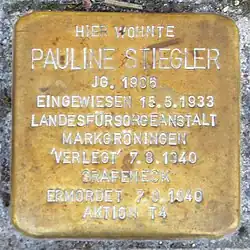 HIER WOHNTE
PAULINE STIEGLER
JG. 1906
EINGEWIESEN 15.5.1933
LANDESFÜRSORGEANSTALT
MARKGRÖNINGEN
'VERLEGT' 7.8.1940
GRAFENECK
ERMORDET 7.8.1940
AKTION T4